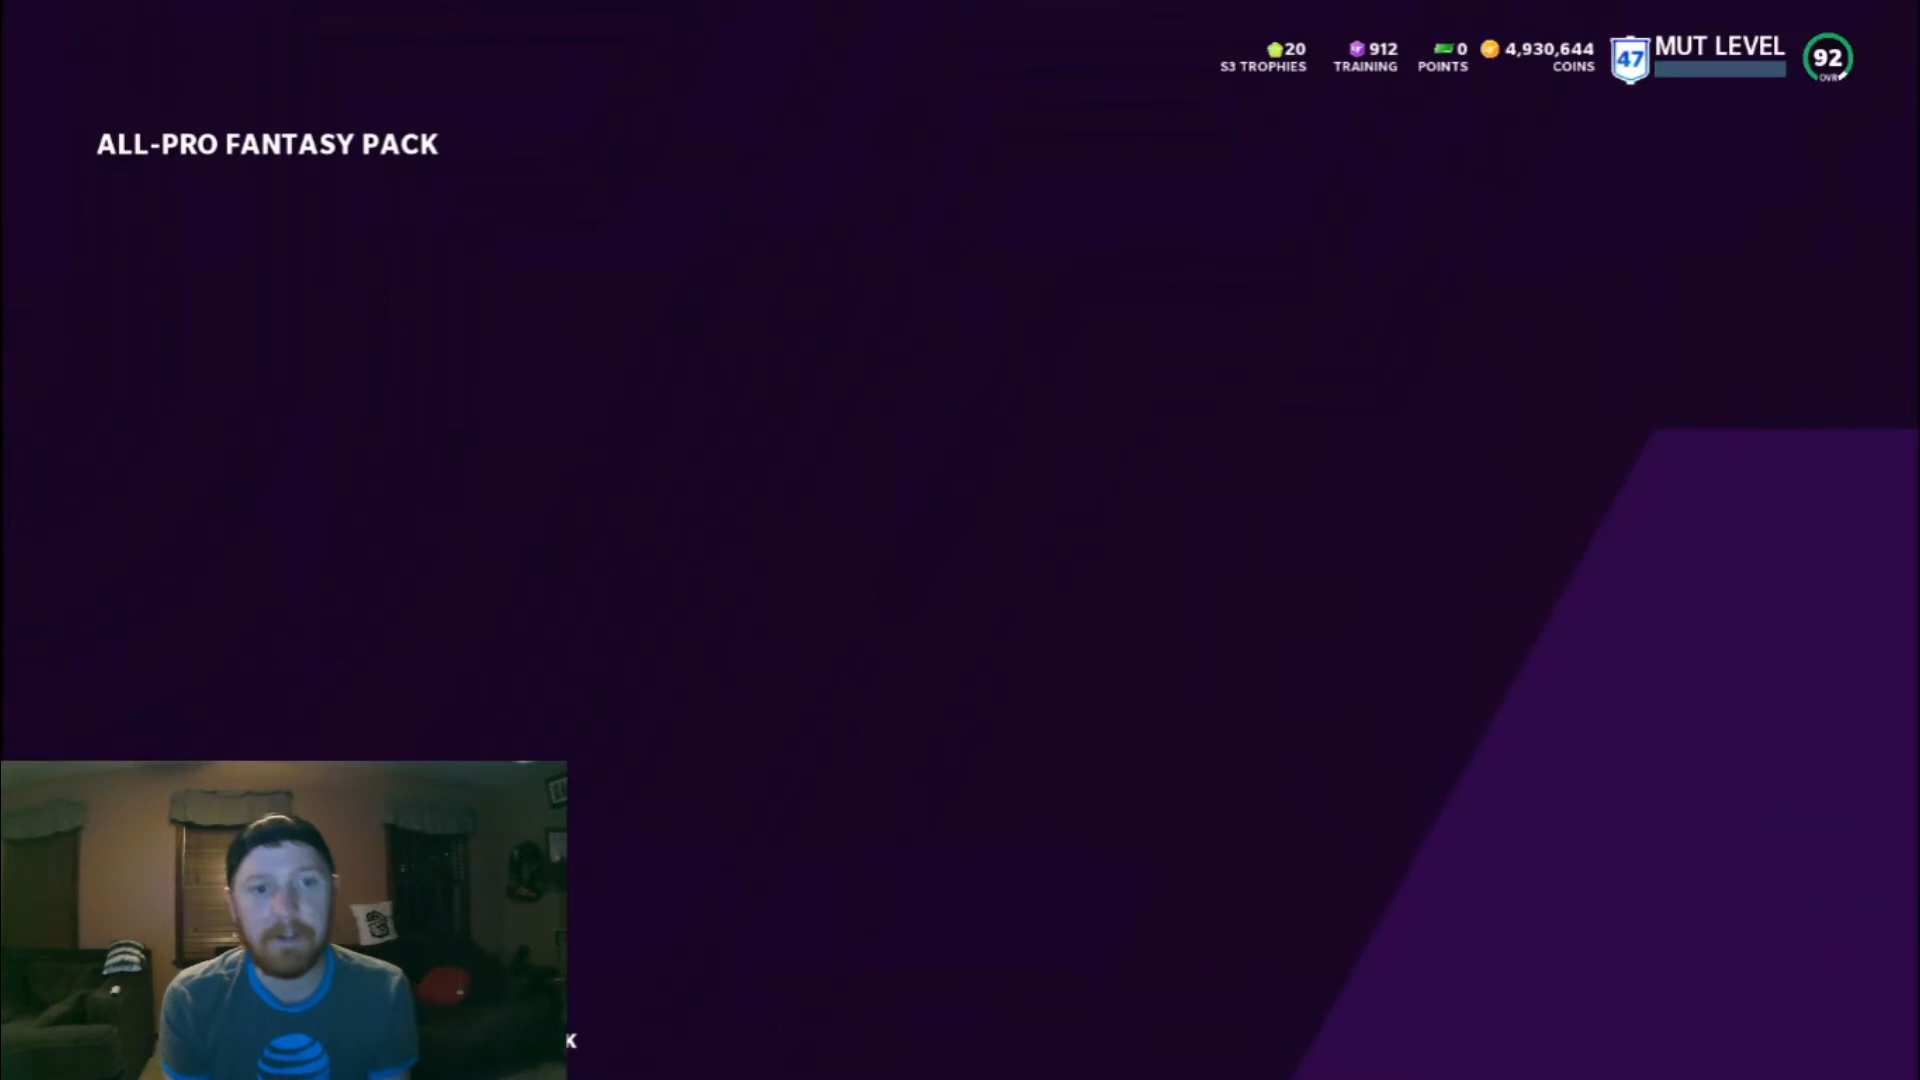 20
S3 TROPHIES
912
TRAINING
0
POINTS
4,930,644
COINS
47
MUT LEVEL
92
OVR
ALL-PRO FANTASY PACK
K